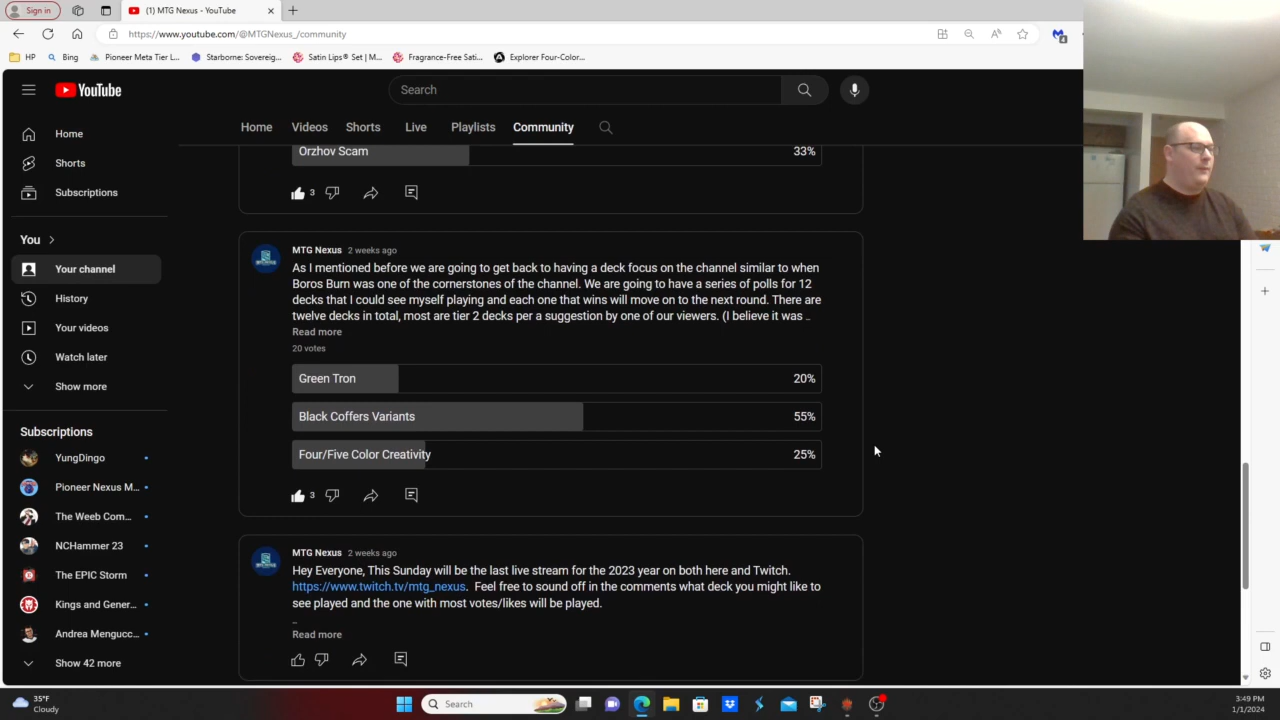 Sign in
(1) MTG Nexus - YouTube
https://www.youtube.com/@MTGNexus_/community
4
HP
Bing
Pioneer Meta Tier L...
Starborne: Sovereig...
Satin Lips® Set | M...
Fragrance-Free Sati...
Explorer Four-Color...
YouTube
Search
Home
Videos
Shorts
Live
Playlists
Community
Home
Shorts
Subscriptions
You
Your channel
History
Your videos
Watch later
Show more
Subscriptions
YungDingo
Pioneer Nexus M...
The Weeb Com...
NCHammer 23
The EPIC Storm
Kings and Gener...
Andrea Mengucc...
Show 42 more
Orzhov Scam 33%
3
MTG Nexus 2 weeks ago
As I mentioned before we are going to get back to having a deck focus on the channel similar to when
Boros Burn was one of the cornerstones of the channel. We are going to have a series of polls for 12
decks that I could see myself playing and each one that wins will move on to the next round. There are
twelve decks in total, most are tier 2 decks per a suggestion by one of our viewers. (I believe it was ...
Read more
20 votes
Green Tron 20%
Black Coffers Variants 55%
Four/Five Color Creativity 25%
3
MTG Nexus 2 weeks ago
Hey Everyone, This Sunday will be the last live stream for the 2023 year on both here and Twitch.
https://www.twitch.tv/mtg_nexus. Feel free to sound off in the comments what deck you might like to
see played and the one with most votes/likes will be played.
...
Read more
35°F
Cloudy
Search
3:49 PM
1/1/2024